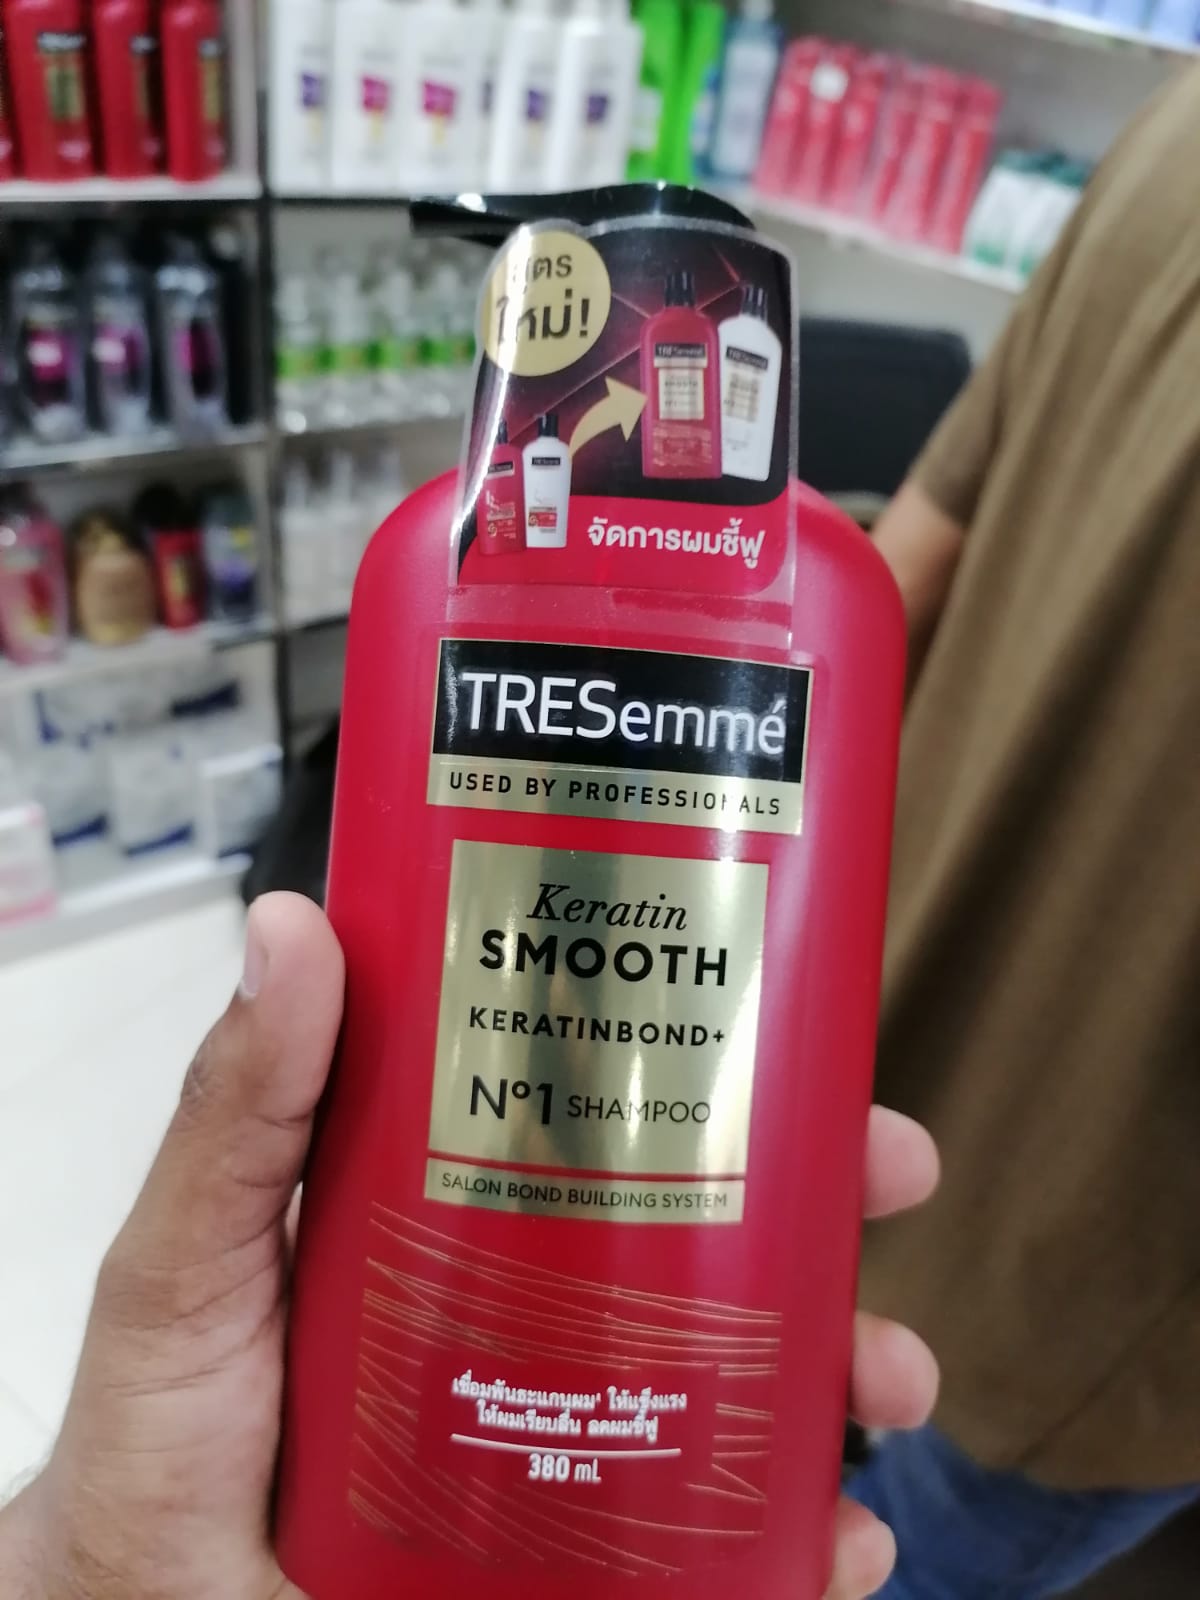 สูตร
ใหม่!
จัดการผมชี้ฟู
TRESemmé
USED BY PROFESSIONALS
Keratin
SMOOTH
KERATINBOND+
Nº1 SHAMPOO
SALON BOND BUILDING SYSTEM
เชื่อมพันธะแกนผม¹ ให้แข็งแรง
ให้ผมเรียบลื่น ลดผมชี้ฟู
380 ml